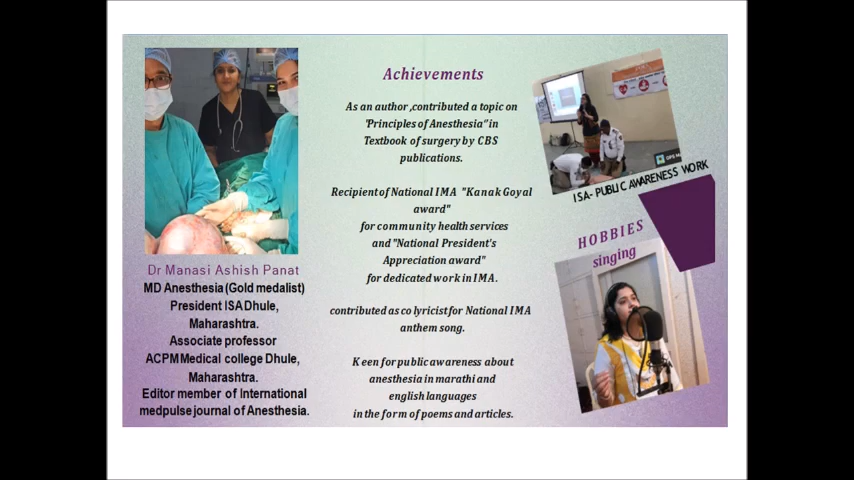 Dr Manasi Ashish Panat
MD Anesthesia (Gold medalist)
President ISA Dhule,
Maharashtra.
Associate professor
ACPM Medical college Dhule,
Maharashtra.
Editor member of International
medpulse journal of Anesthesia.
Achievements
As an author ,contributed a topic on
"Principles of Anesthesia" in
Textbook of surgery by CBS
publications.
Recipient of National IMA "Kanak Goyal
award"
for community health services
and "National President's
Appreciation award"
for dedicated work in IMA.
contributed as co lyricist for National IMA
anthem song.
Keen for public awareness about
anesthesia in marathi and
english languages
in the form of poems and articles.
ISA- PUBLIC AWARENESS WORK
HOBBIES
singing